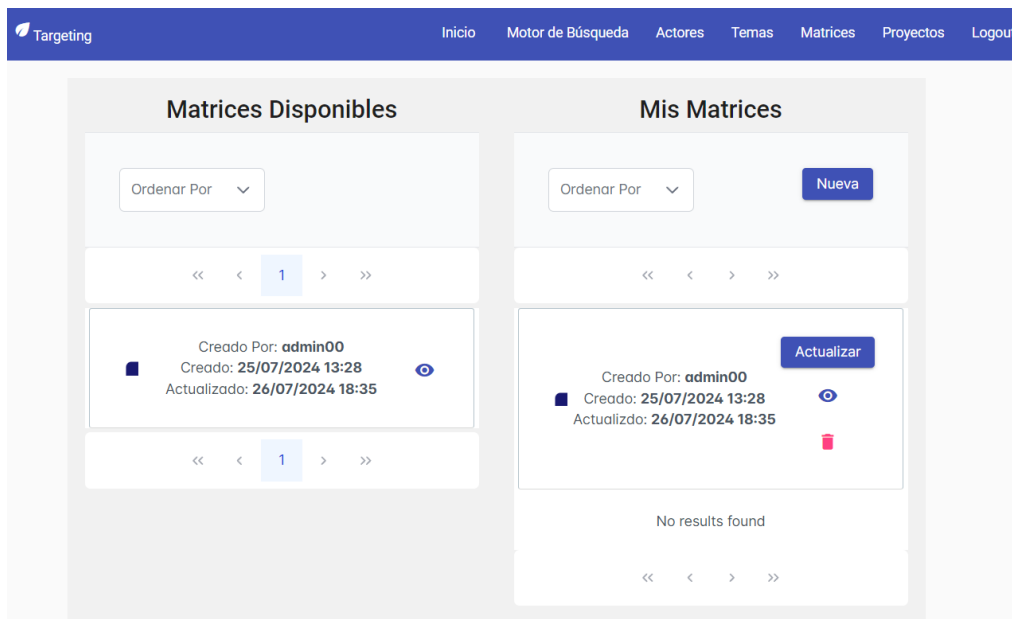 Targeting
Inicio Motor de Búsqueda Actores Temas Matrices Proyectos Logout
Matrices Disponibles
Ordenar Por
1
Creado Por: admin00
Creado: 25/07/2024 13:28
Actualizado: 26/07/2024 18:35
1
Mis Matrices
Ordenar Por
Nueva
Actualizar
Creado Por: admin00
Creado: 25/07/2024 13:28
Actualizdo: 26/07/2024 18:35
No results found